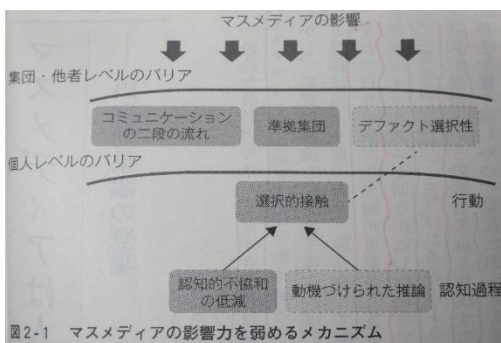 マスメディアの影響
集団・他者レベルのバリア
コミュニケーション
の二段の流れ
準拠集団
デファクト選択性
個人レベルのバリア
選択的接触
行動
認知的不協和
の低減
動機づけられた推論
認知過程
図2-1 マスメディアの影響力を弱めるメカニズム